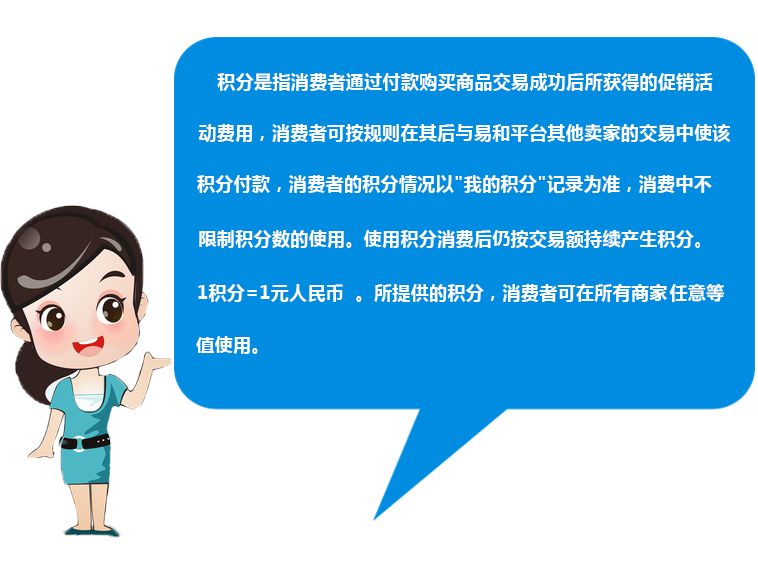 积分是指消费者通过付款购买商品交易成功后所获得的促销活
动费用，消费者可按规则在其后与易和平台其他卖家的交易中使该
积分付款，消费者的积分情况以"我的积分"记录为准，消费中不
限制积分数的使用。使用积分消费后仍按交易额持续产生积分。
1积分=1元人民币 。所提供的积分，消费者可在所有商家任意等
值使用。